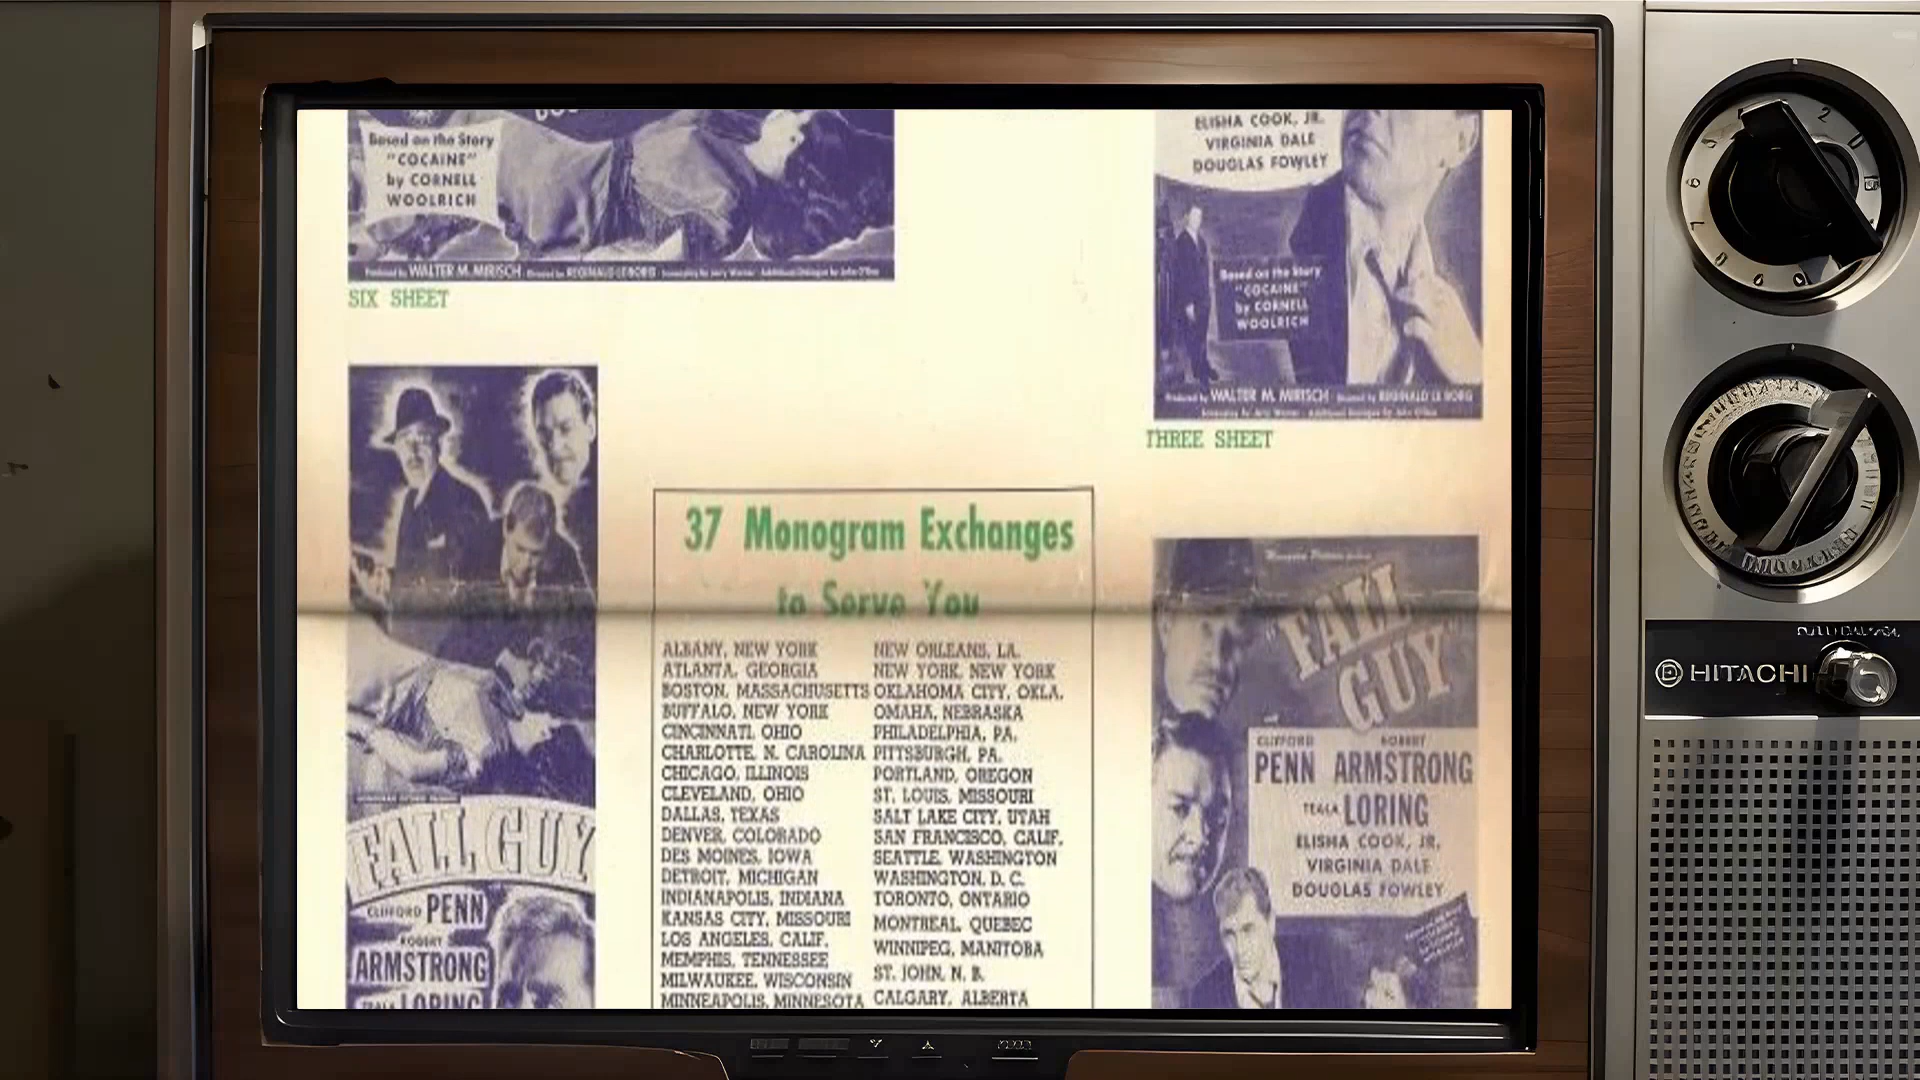 Based on the Story
"COCAINE"
by CORNELL
WOOLRICH
Produced by WALTER M. MIRISCH Directed by REGINALD LEBORG
SIX SHEET
ELISHA COOK, JR.
VIRGINIA DALE
DOUGLAS FOWLEY
Based on the Story
"COCAINE"
by CORNELL
WOOLRICH
Produced by WALTER M. MIRISCH Directed by REGINALD LE BORG
THREE SHEET
FALL GUY
CLIFFORD PENN
ROBERT
ARMSTRONG
TEALA LORING
37 Monogram Exchanges
to Serve You
ALBANY, NEW YORK
ATLANTA, GEORGIA
BOSTON, MASSACHUSETTS
BUFFALO, NEW YORK
CINCINNATI, OHIO
CHARLOTTE, N. CAROLINA
CHICAGO, ILLINOIS
CLEVELAND, OHIO
DALLAS, TEXAS
DENVER, COLORADO
DES MOINES, IOWA
DETROIT, MICHIGAN
INDIANAPOLIS, INDIANA
KANSAS CITY, MISSOURI
LOS ANGELES, CALIF.
MEMPHIS, TENNESSEE
MILWAUKEE, WISCONSIN
MINNEAPOLIS, MINNESOTA
NEW ORLEANS, LA.
NEW YORK, NEW YORK
OKLAHOMA CITY, OKLA.
OMAHA, NEBRASKA
PHILADELPHIA, PA.
PITTSBURGH, PA.
PORTLAND, OREGON
ST. LOUIS, MISSOURI
SALT LAKE CITY, UTAH
SAN FRANCISCO, CALIF.
SEATTLE, WASHINGTON
WASHINGTON, D. C.
TORONTO, ONTARIO
MONTREAL, QUEBEC
WINNIPEG, MANITOBA
ST. JOHN, N. B.
CALGARY, ALBERTA
"FALL
GUY"
CLIFFORD ROBERT
PENN ARMSTRONG
TEALA LORING
ELISHA COOK, JR.
VIRGINIA DALE
DOUGLAS FOWLEY
HITACHI